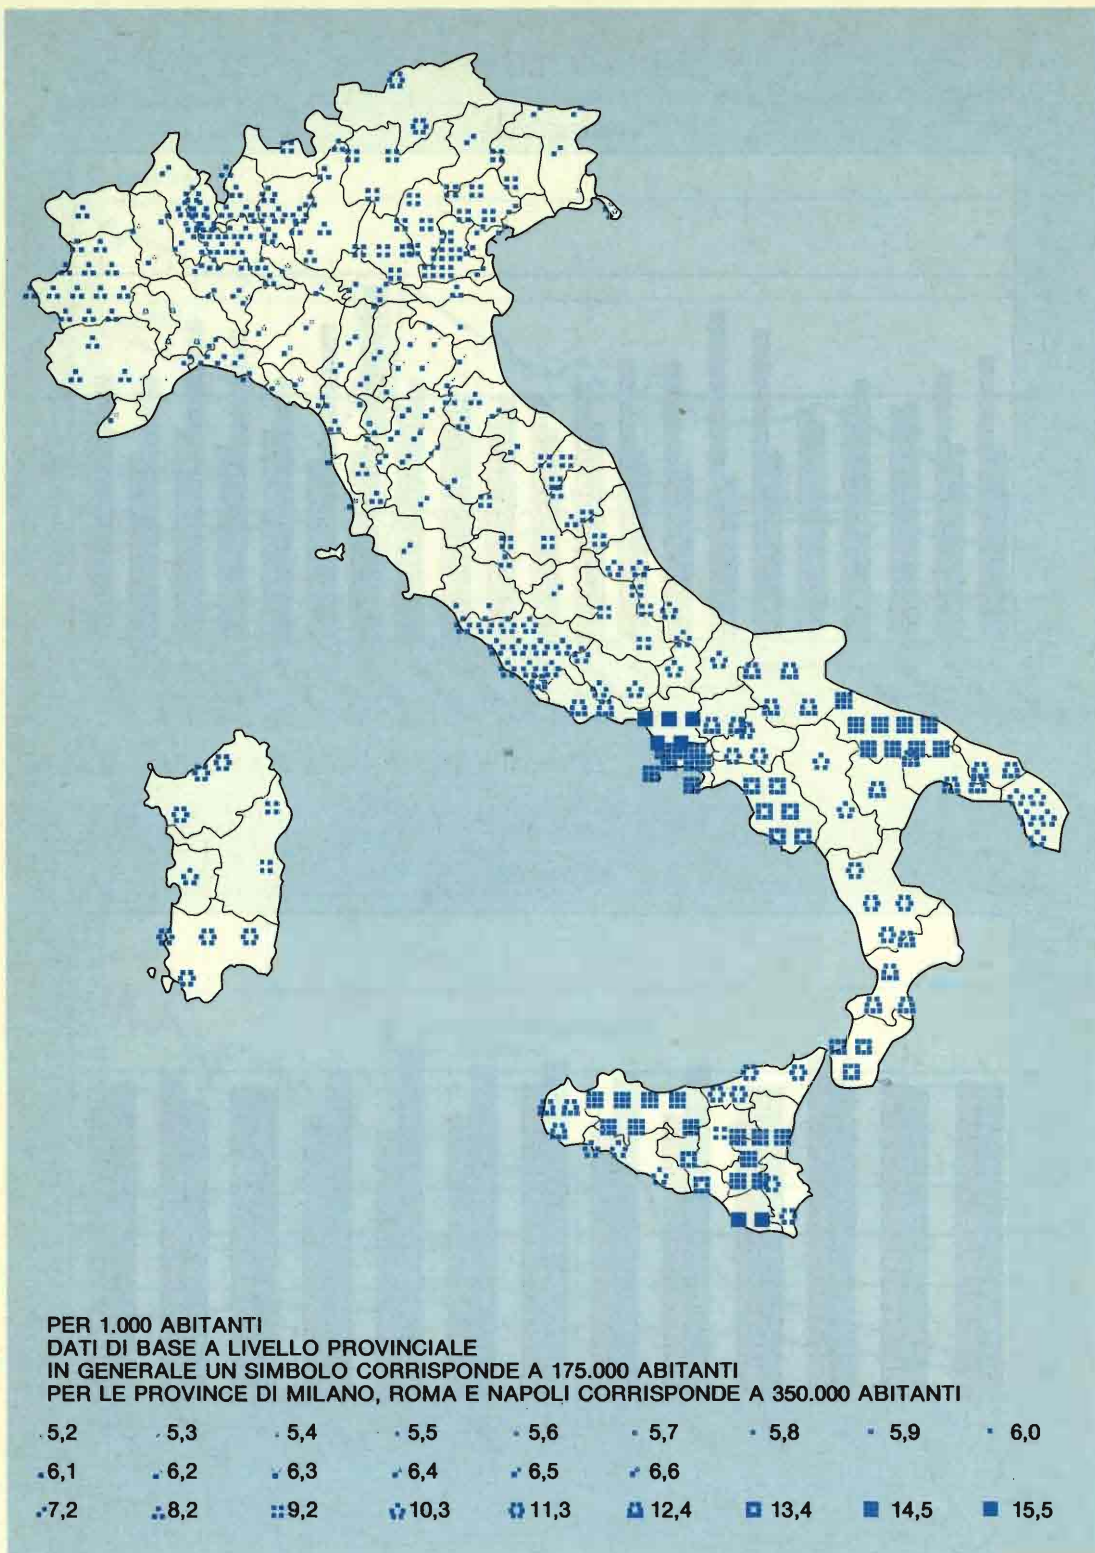 PER 1.000 ABITANTI
DATI DI BASE A LIVELLO PROVINCIALE
IN GENERALE UN SIMBOLO CORRISPONDE A 175.000 ABITANTI
PER LE PROVINCE DI MILANO, ROMA E NAPOLI CORRISPONDE A 350.000 ABITANTI
5,2 5,3 5,4 5,5 5,6 5,7 5,8 5,9 6,0
6,1 6,2 6,3 6,4 6,5 6,6
7,2 8,2 9,2 10,3 11,3 12,4 13,4 14,5 15,5